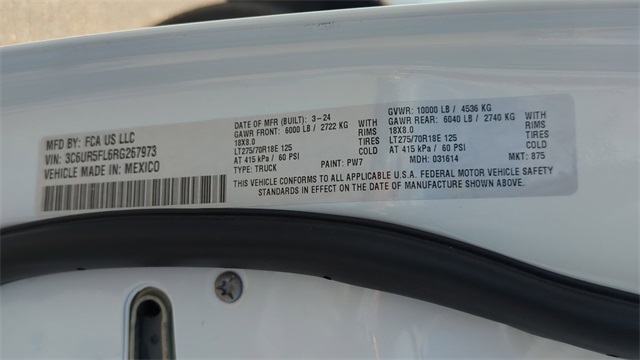 MFD BY: FCA US LLC
VIN: 3C6UR5FL6RG267973
VEHICLE MADE IN: MEXICO
DATE OF MFR (BUILT): 3-24
GAWR FRONT: 6000 LB / 2722 KG WITH
18X8.0 RIMS
LT275/70R18E 125 TIRES
AT 415 kPa / 60 PSI COLD
TYPE: TRUCK PAINT: PW7
GVWR: 10000 LB / 4536 KG
GAWR REAR: 6040 LB / 2740 KG WITH
18X8.0 RIMS
LT275/70R18E 125 TIRES
AT 415 kPa / 60 PSI COLD
MDH: 031614 MKT: 875
THIS VEHICLE CONFORMS TO ALL APPLICABLE U.S.A. FEDERAL MOTOR VEHICLE SAFETY
STANDARDS IN EFFECT ON THE DATE OF MANUFACTURE SHOWN ABOVE.